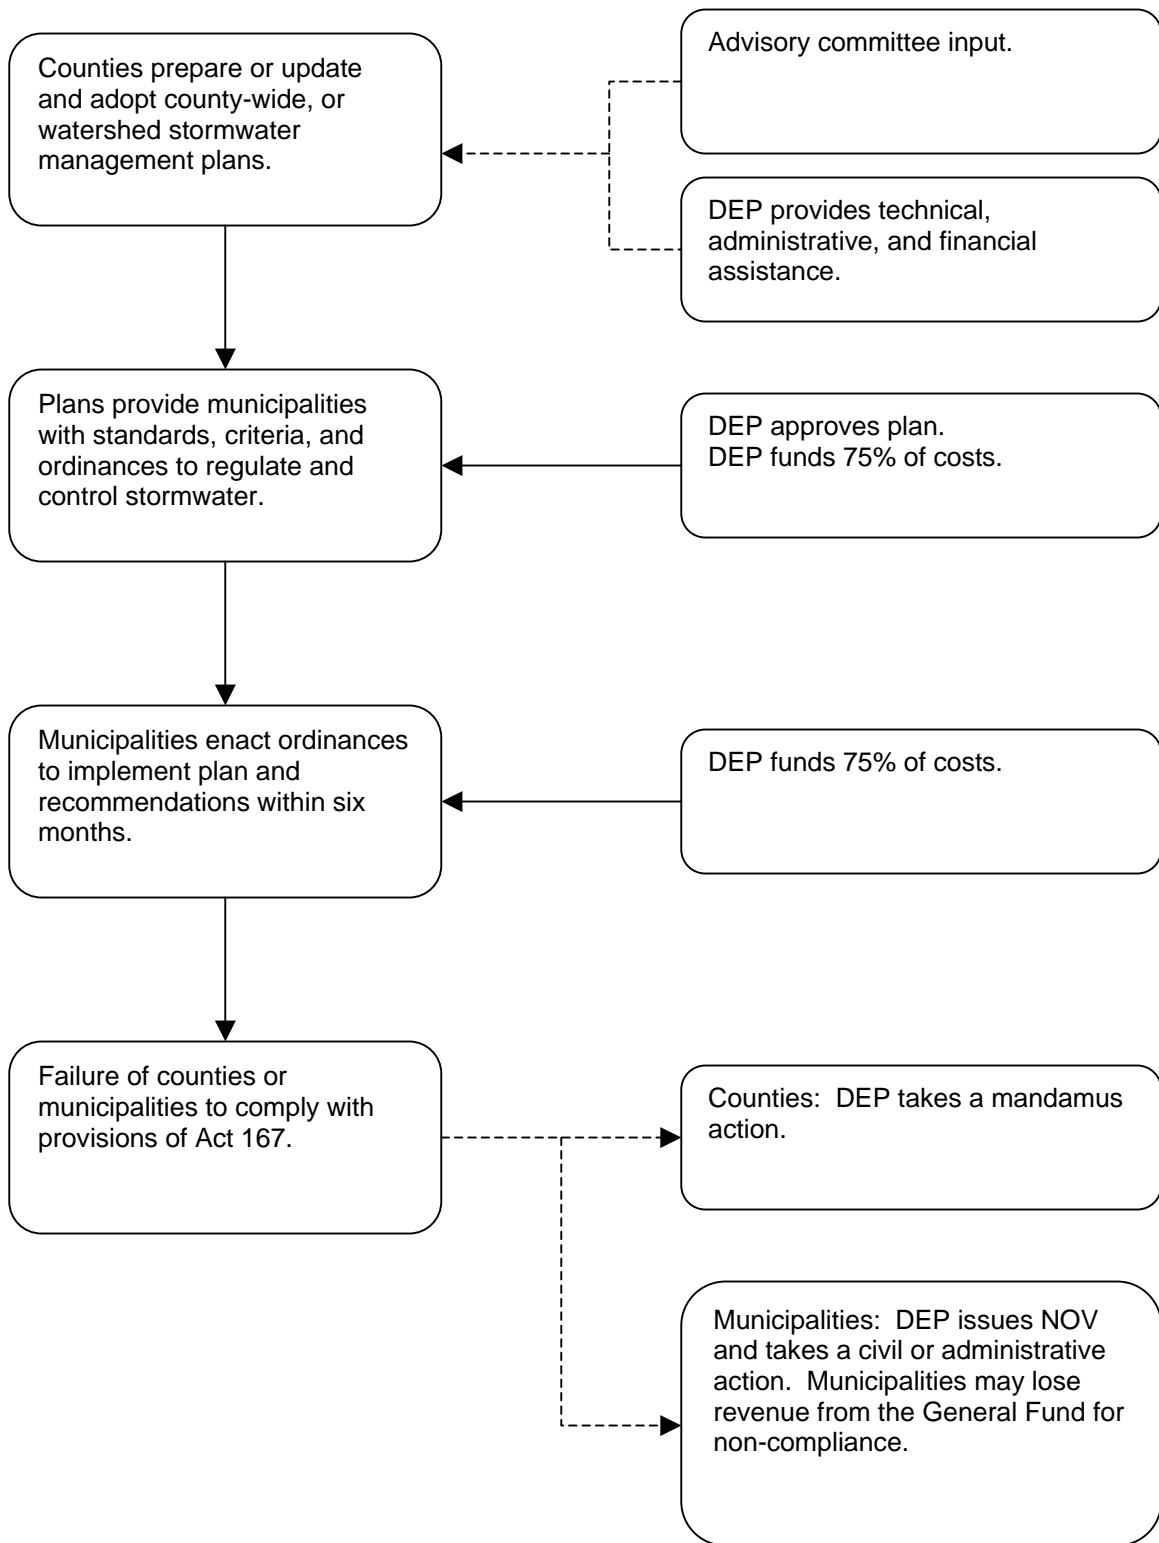 Counties prepare or update
and adopt county-wide, or
watershed stormwater
management plans.
Advisory committee input.
DEP provides technical,
administrative, and financial
assistance.
Plans provide municipalities
with standards, criteria, and
ordinances to regulate and
control stormwater.
DEP approves plan.
DEP funds 75% of costs.
Municipalities enact ordinances
to implement plan and
recommendations within six
months.
DEP funds 75% of costs.
Failure of counties or
municipalities to comply with
provisions of Act 167.
Counties:  DEP takes a mandamus
action.
Municipalities:  DEP issues NOV
and takes a civil or administrative
action.  Municipalities may lose
revenue from the General Fund for
non-compliance.